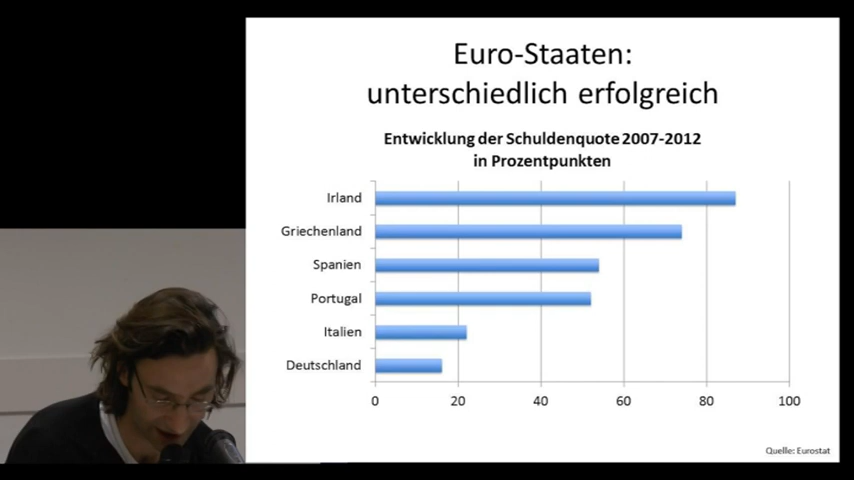 Euro-Staaten:
unterschiedlich erfolgreich
Entwicklung der Schuldenquote 2007-2012
in Prozentpunkten
Irland
Griechenland
Spanien
Portugal
Italien
Deutschland
0 20 40 60 80 100
Quelle: Eurostat